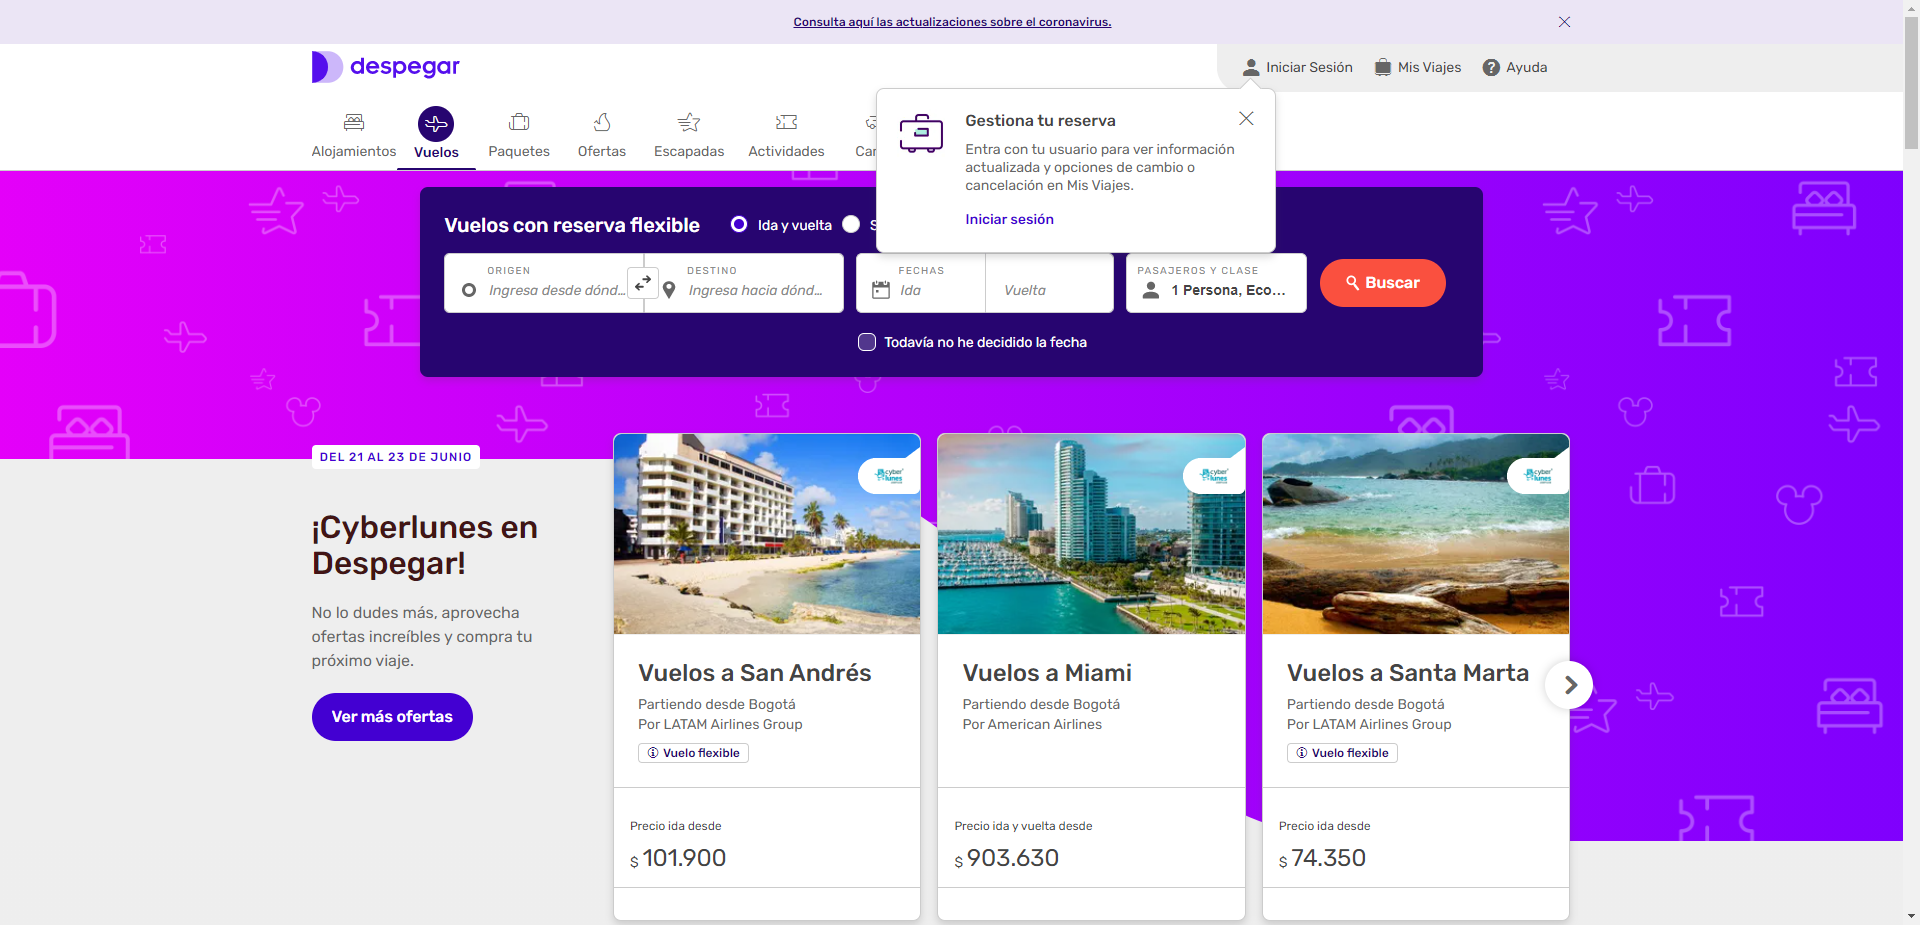 Consulta aquí las actualizaciones sobre el coronavirus.
despegar
Iniciar Sesión
Mis Viajes
Ayuda
Alojamientos
Vuelos
Paquetes
Ofertas
Escapadas
Actividades
Gestiona tu reserva
Entra con tu usuario para ver información
actualizada y opciones de cambio o
cancelación en Mis Viajes.
Iniciar sesión
Vuelos con reserva flexible
Ida y vuelta
ORIGEN
Ingresa desde dónd...
DESTINO
Ingresa hacia dónd...
FECHAS
Ida
Vuelta
PASAJEROS Y CLASE
1 Persona, Eco...
Buscar
Todavía no he decidido la fecha
DEL 21 AL 23 DE JUNIO
¡Cyberlunes en
Despegar!
No lo dudes más, aprovecha
ofertas increíbles y compra tu
próximo viaje.
Ver más ofertas
cyber
lunes
Vuelos a San Andrés
Partiendo desde Bogotá
Por LATAM Airlines Group
Vuelo flexible
Precio ida desde
$ 101.900
cyber
lunes
Vuelos a Miami
Partiendo desde Bogotá
Por American Airlines
Precio ida y vuelta desde
$ 903.630
cyber
lunes
Vuelos a Santa Marta
Partiendo desde Bogotá
Por LATAM Airlines Group
Vuelo flexible
Precio ida desde
$ 74.350